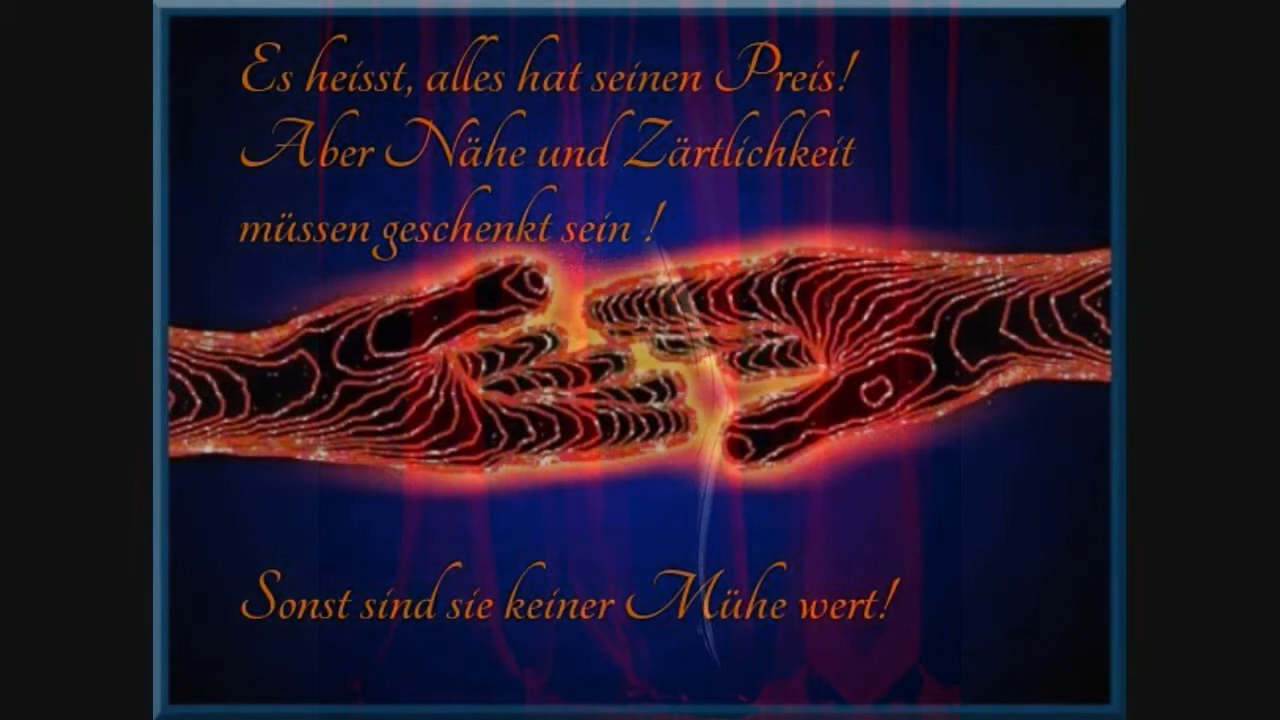 Es heisst, alles hat seinen Preis!
Aber Nähe und Zärtlichkeit
müssen geschenkt sein !
Sonst sind sie keiner Mühe wert!